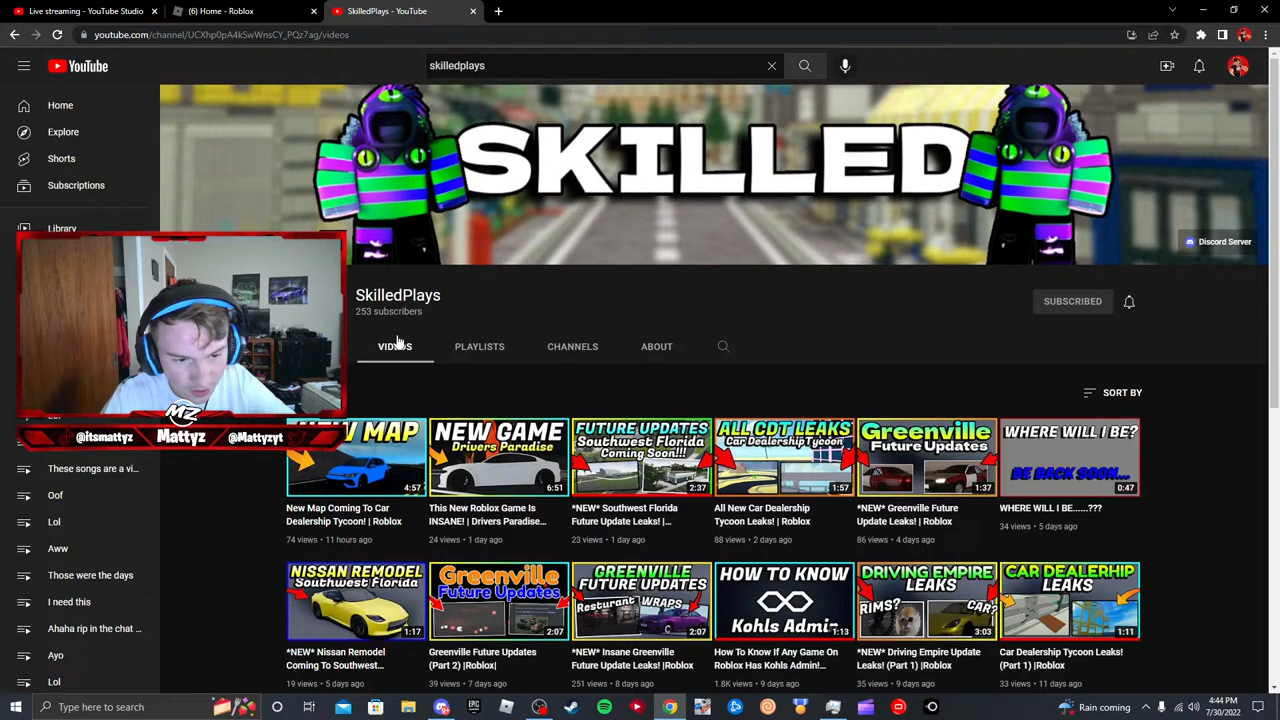 Live streaming - YouTube Studio
(6) Home - Roblox
SkilledPlays - YouTube
youtube.com/channel/UCXhp0pA4kSwWnsCY_PQz7ag/videos
YouTube
skilledplays
Home
Explore
Shorts
Subscriptions
Library
SKILLED
Discord Server
SkilledPlays
253 subscribers
SUBSCRIBED
VIDEOS
PLAYLISTS
CHANNELS
ABOUT
SORT BY
MZ
@itsmattyz
Mattyz
@Mattyzyt
NEW MAP
4:57
NEW GAME
Drivers Paradise
6:51
FUTURE UPDATES
Southwest Florida
Coming Soon!!!
2:37
ALL CDT LEAKS
Car Dealership Tycoon
1:57
Greenville
Future Updates
1:37
WHERE WILL I BE?
BE BACK SOON...
0:47
New Map Coming To Car
Dealership Tycoon! | Roblox
74 views • 11 hours ago
This New Roblox Game Is
INSANE! | Drivers Paradise...
24 views • 1 day ago
*NEW* Southwest Florida
Future Update Leaks! |...
23 views • 1 day ago
All New Car Dealership
Tycoon Leaks! | Roblox
88 views • 2 days ago
*NEW* Greenville Future
Update Leaks! | Roblox
86 views • 4 days ago
WHERE WILL I BE......???
34 views • 5 days ago
These songs are a vi...
Oof
Lol
Aww
Those were the days
I need this
Ahaha rip in the chat ...
Ayo
Lol
NISSAN REMODEL
Southwest Florida
1:17
Greenville
Future Updates
2:07
GREENVILLE
FUTURE UPDATES
Resturant WRAPS
2:07
HOW TO KNOW
Kohls Admin
1:13
DRIVING EMPIRE
LEAKS
RIMS?
CAR?
3:03
CAR DEALERSHIP
LEAKS
1:11
*NEW* Nissan Remodel
Coming To Southwest...
19 views • 5 days ago
Greenville Future Updates
(Part 2) |Roblox|
39 views • 7 days ago
*NEW* Insane Greenville
Future Update Leaks! |Roblox
251 views • 8 days ago
How To Know If Any Game On
Roblox Has Kohls Admin!...
1.8K views • 9 days ago
*NEW* Driving Empire Update
Leaks! (Part 1) |Roblox
35 views • 9 days ago
Car Dealership Tycoon Leaks!
(Part 1) |Roblox
33 views • 11 days ago
Type here to search
EPIC
Rain coming
4:44 PM
7/30/2022